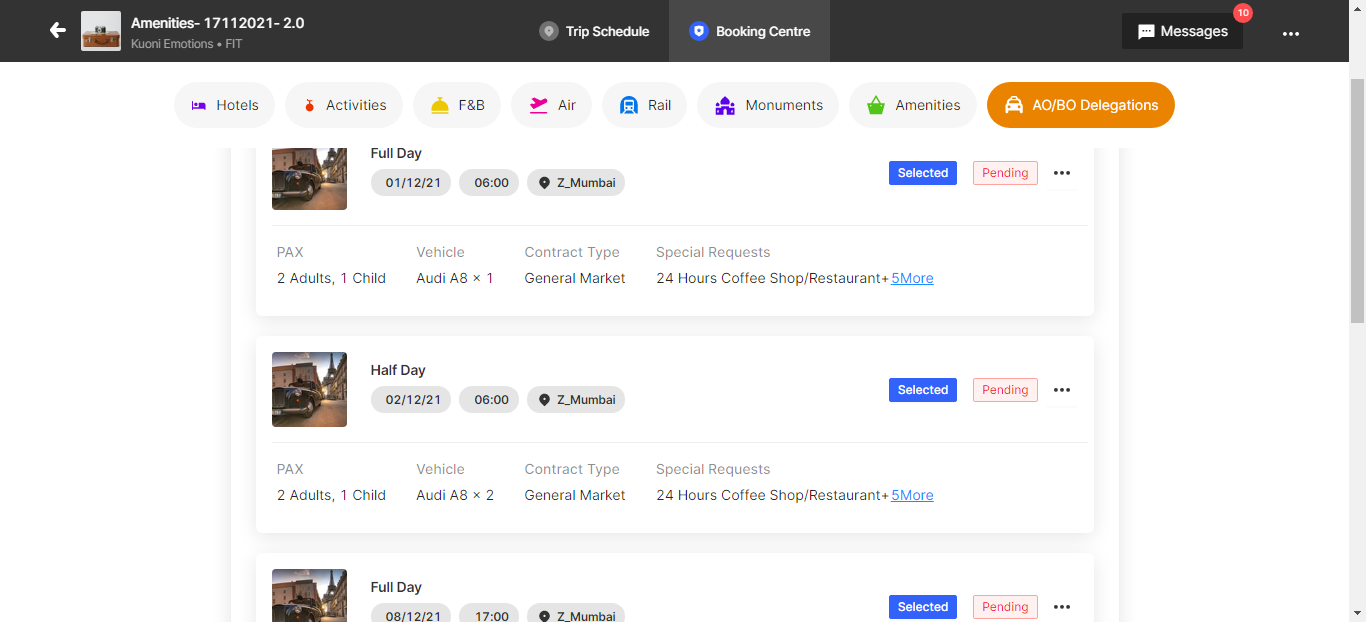 Amenities- 17112021- 2.0
Kuoni Emotions • FIT
Trip Schedule
Booking Centre
Messages
10
Hotels
Activities
F&B
Air
Rail
Monuments
Amenities
AO/BO Delegations
Full Day
01/12/21 06:00 Z_Mumbai
Selected Pending
PAX Vehicle Contract Type Special Requests
2 Adults, 1 Child Audi A8 × 1 General Market 24 Hours Coffee Shop/Restaurant+5More
Half Day
02/12/21 06:00 Z_Mumbai
Selected Pending
PAX Vehicle Contract Type Special Requests
2 Adults, 1 Child Audi A8 × 2 General Market 24 Hours Coffee Shop/Restaurant+5More
Full Day
08/12/21 17:00 Z_Mumbai
Selected Pending